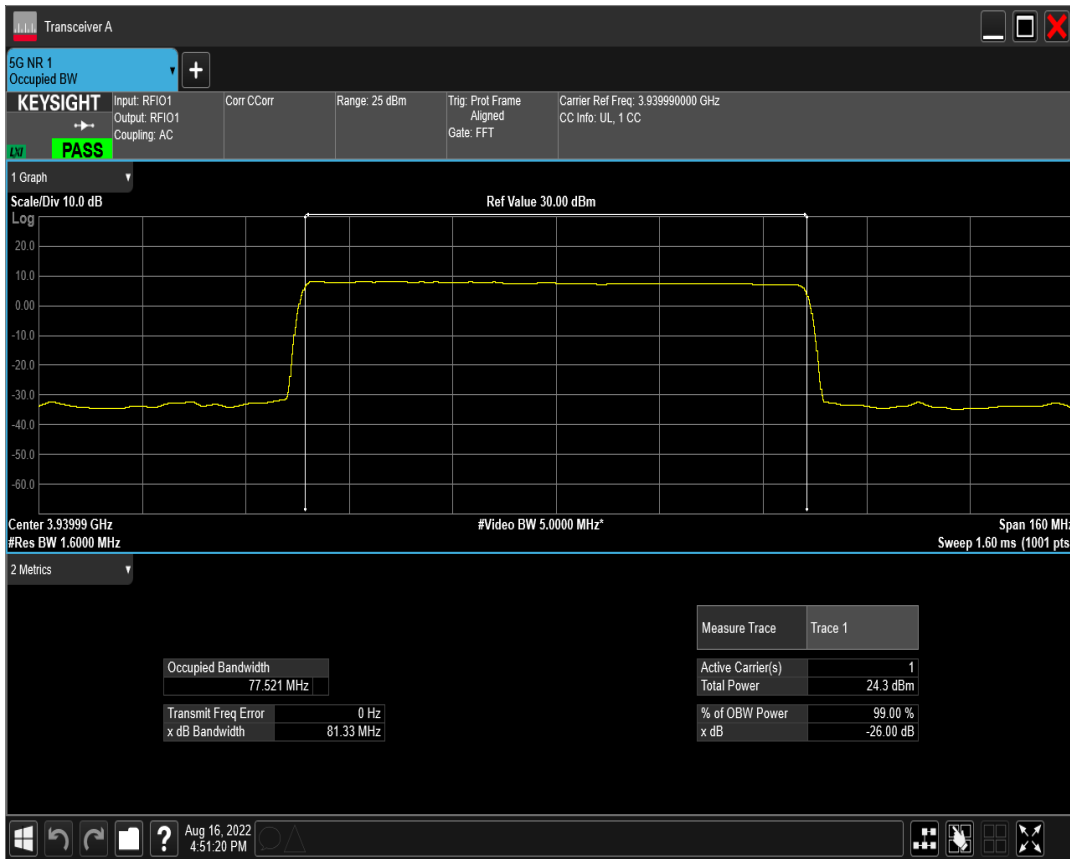 Transceiver A
5G NR 1
Occupied BW
KEYSIGHT
LXI
PASS
Input: RFIO1
Output: RFIO1
Coupling: AC
Corr CCorr
Range: 25 dBm
Trig: Prot Frame
Aligned
Gate: FFT
Carrier Ref Freq: 3.939990000 GHz
CC Info: UL, 1 CC
1 Graph
Scale/Div 10.0 dB
Ref Value 30.00 dBm
Log
20.0
10.0
0.00
-10.0
-20.0
-30.0
-40.0
-50.0
-60.0
Center 3.93999 GHz
#Video BW 5.0000 MHz*
Span 160 MHz
#Res BW 1.6000 MHz
Sweep 1.60 ms (1001 pts
2 Metrics
Measure Trace Trace 1
Occupied Bandwidth
77.521 MHz
Active Carrier(s) 1
Total Power 24.3 dBm
Transmit Freq Error 0 Hz
x dB Bandwidth 81.33 MHz
% of OBW Power 99.00 %
x dB -26.00 dB
?
Aug 16, 2022
4:51:20 PM